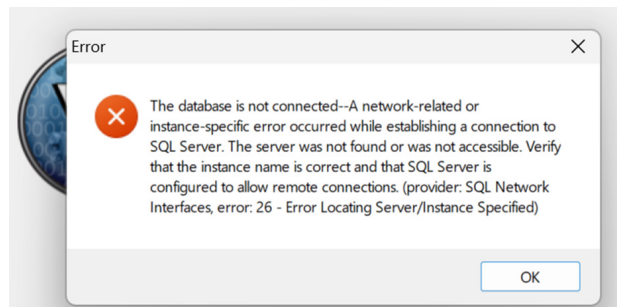 Error
The database is not connected--A network-related or
instance-specific error occurred while establishing a connection to
SQL Server. The server was not found or was not accessible. Verify
that the instance name is correct and that SQL Server is
configured to allow remote connections. (provider: SQL Network
Interfaces, error: 26 - Error Locating Server/Instance Specified)
OK